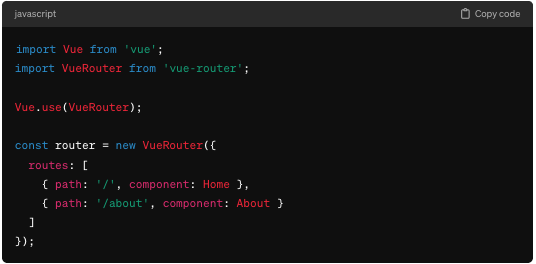 javascript
Copy code
import Vue from 'vue';
import VueRouter from 'vue-router';
Vue.use(VueRouter);
const router = new VueRouter({
  routes: [
    { path: '/', component: Home },
    { path: '/about', component: About }
  ]
});